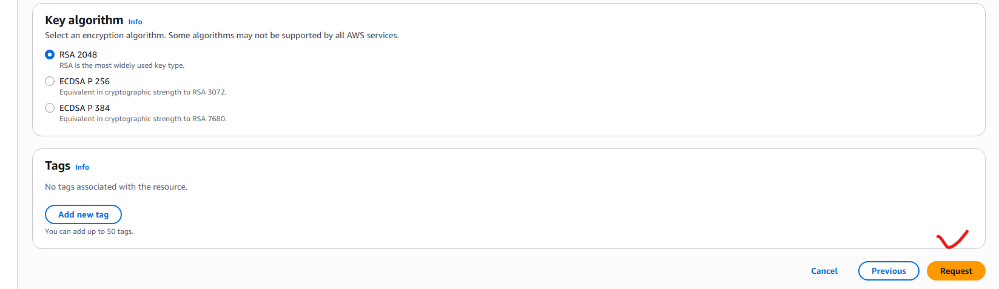 Key algorithm Info
Select an encryption algorithm. Some algorithms may not be supported by all AWS services.
RSA 2048
RSA is the most widely used key type.
ECDSA P 256
Equivalent in cryptographic strength to RSA 3072.
ECDSA P 384
Equivalent in cryptographic strength to RSA 7680.
Tags Info
No tags associated with the resource.
Add new tag
You can add up to 50 tags.
Cancel Previous Request